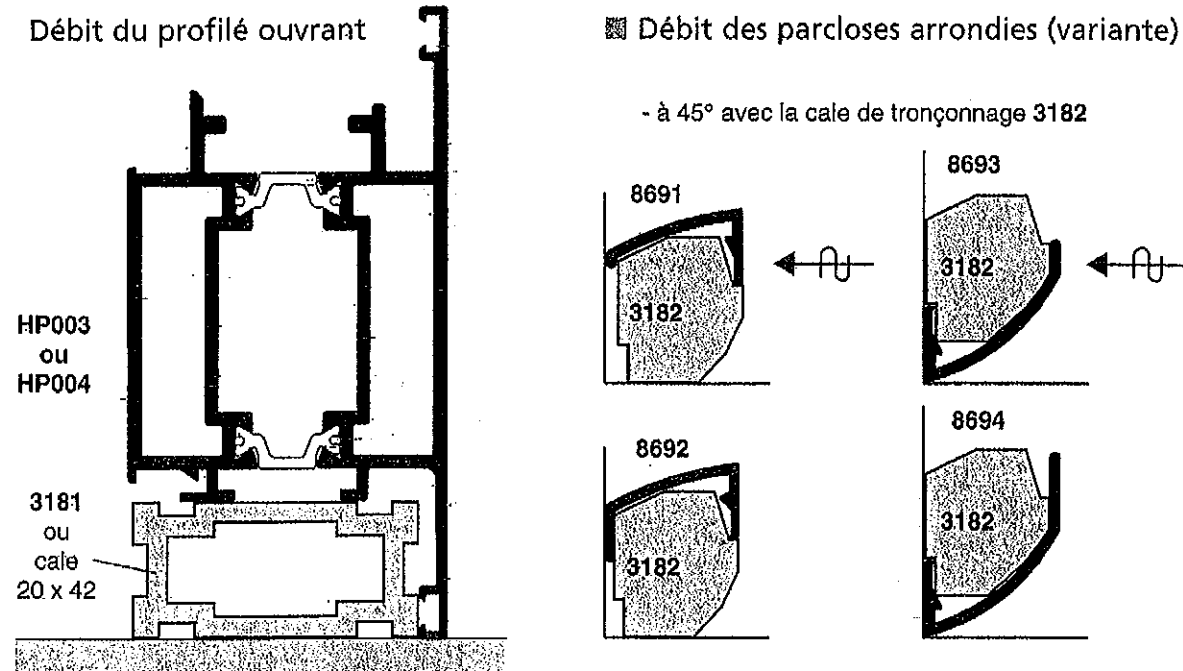 Débit du profilé ouvrant
HP003
ou
HP004
3181
ou
cale
20 x 42
Débit des parcloses arrondies (variante)
- à 45° avec la cale de tronçonnage 3182
8691
3182
8693
3182
8692
3182
8694
3182